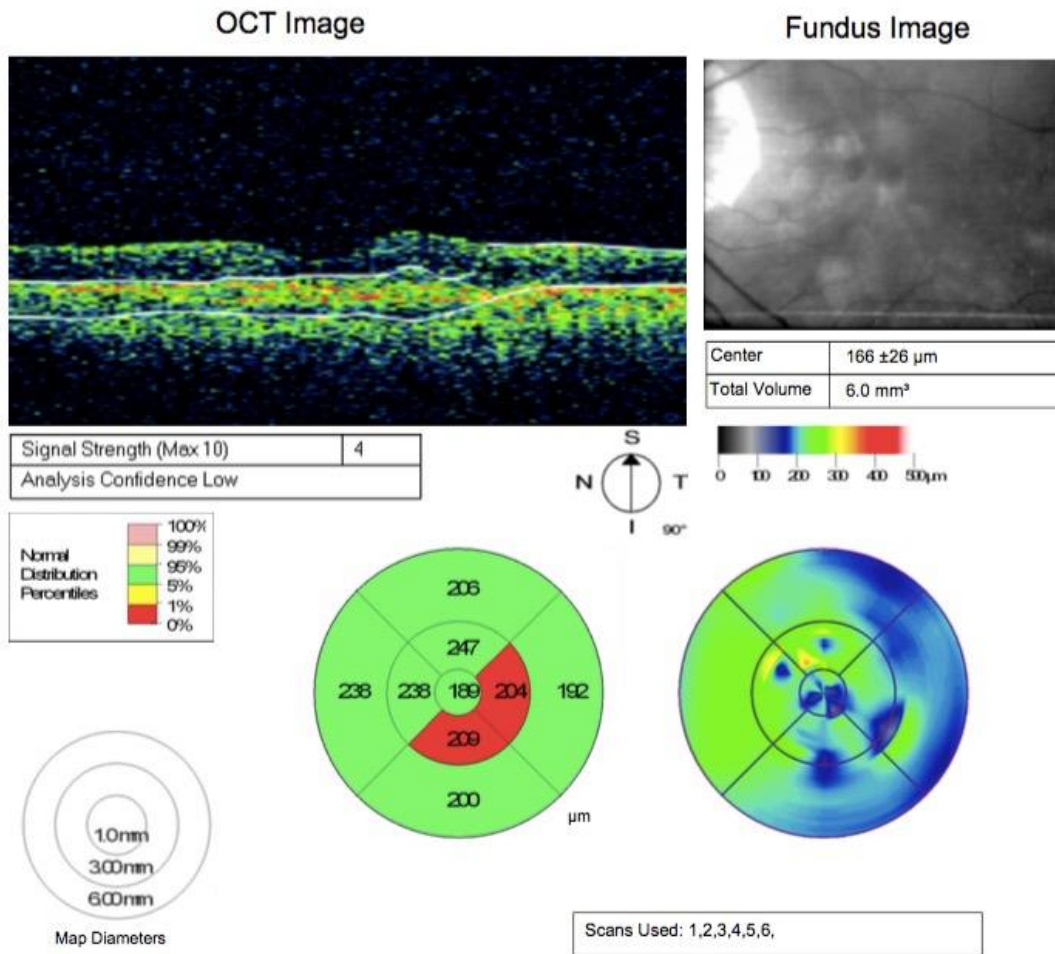 OCT Image
Fundus Image
Center 166 ±26 µm
Total Volume 6.0 mm³
Signal Strength (Max 10) 4
Analysis Confidence Low
S
N T
I 90°
0 100 200 300 400 500µm
Normal
Distribution
Percentiles
100%
99%
95%
5%
1%
0%
206
247
238 238 189 204 192
209
200
µm
1.0mm
3.00mm
6.00mm
Map Diameters
Scans Used: 1,2,3,4,5,6,